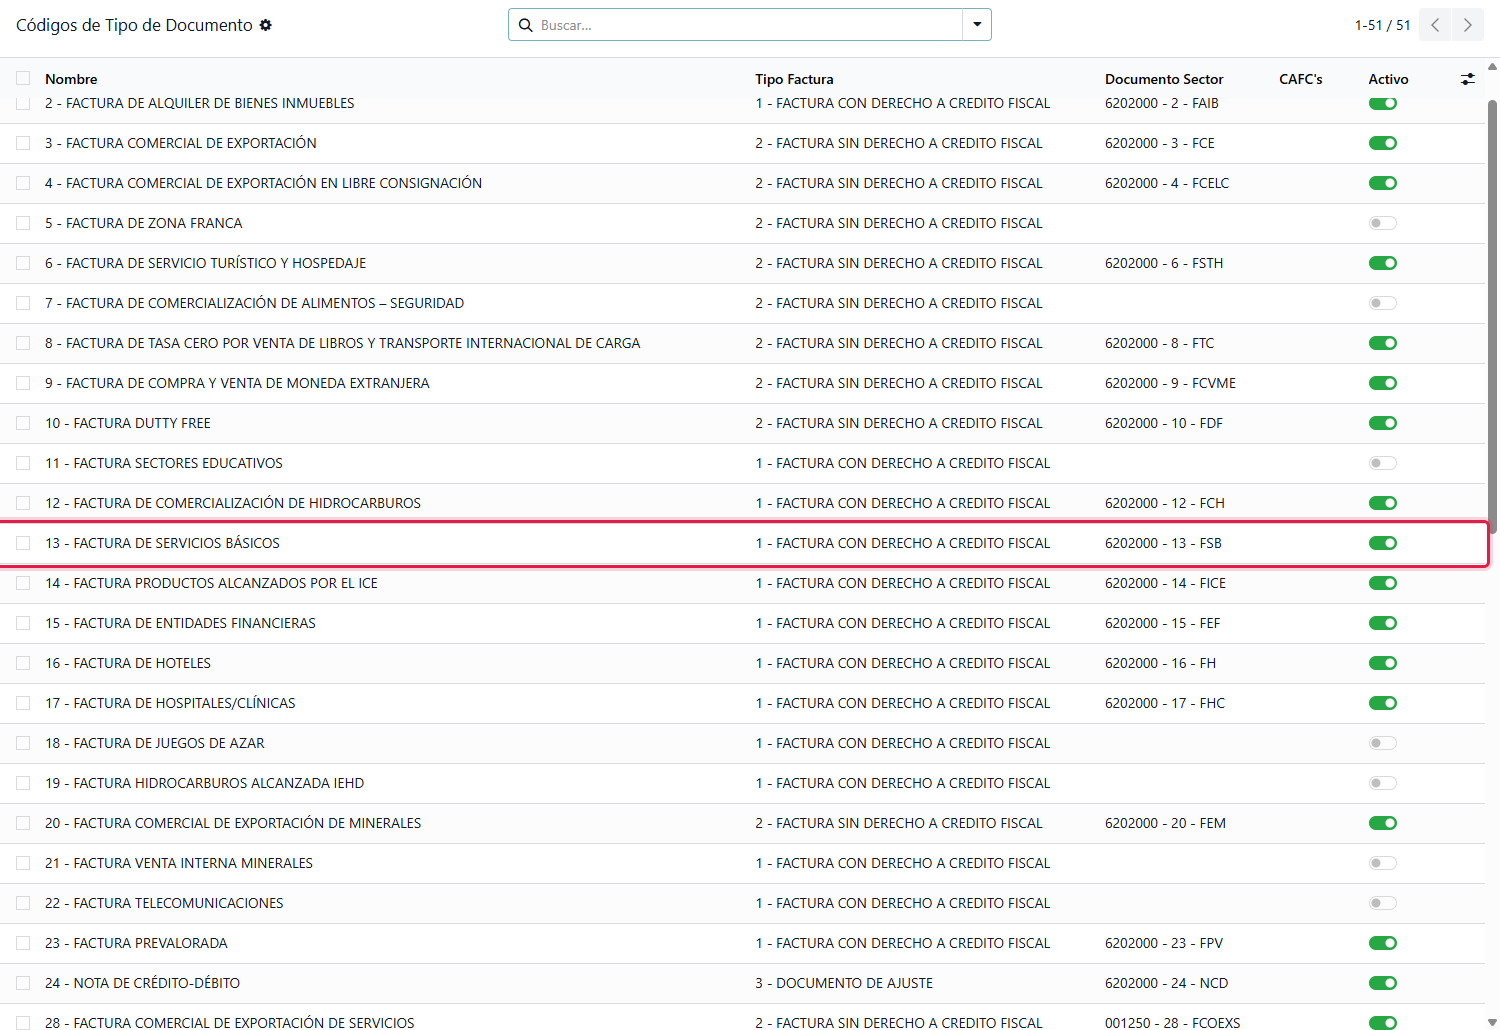 Códigos de Tipo de Documento
Buscar...
1-51 / 51
Nombre Tipo Factura Documento Sector CAFC's Activo
2 - FACTURA DE ALQUILER DE BIENES INMUEBLES 1 - FACTURA CON DERECHO A CREDITO FISCAL 6202000 - 2 - FAIB
3 - FACTURA COMERCIAL DE EXPORTACIÓN 2 - FACTURA SIN DERECHO A CREDITO FISCAL 6202000 - 3 - FCE
4 - FACTURA COMERCIAL DE EXPORTACIÓN EN LIBRE CONSIGNACIÓN 2 - FACTURA SIN DERECHO A CREDITO FISCAL 6202000 - 4 - FCELC
5 - FACTURA DE ZONA FRANCA 2 - FACTURA SIN DERECHO A CREDITO FISCAL
6 - FACTURA DE SERVICIO TURÍSTICO Y HOSPEDAJE 2 - FACTURA SIN DERECHO A CREDITO FISCAL 6202000 - 6 - FSTH
7 - FACTURA DE COMERCIALIZACIÓN DE ALIMENTOS – SEGURIDAD 2 - FACTURA SIN DERECHO A CREDITO FISCAL
8 - FACTURA DE TASA CERO POR VENTA DE LIBROS Y TRANSPORTE INTERNACIONAL DE CARGA 2 - FACTURA SIN DERECHO A CREDITO FISCAL 6202000 - 8 - FTC
9 - FACTURA DE COMPRA Y VENTA DE MONEDA EXTRANJERA 2 - FACTURA SIN DERECHO A CREDITO FISCAL 6202000 - 9 - FCVME
10 - FACTURA DUTTY FREE 2 - FACTURA SIN DERECHO A CREDITO FISCAL 6202000 - 10 - FDF
11 - FACTURA SECTORES EDUCATIVOS 1 - FACTURA CON DERECHO A CREDITO FISCAL
12 - FACTURA DE COMERCIALIZACIÓN DE HIDROCARBUROS 1 - FACTURA CON DERECHO A CREDITO FISCAL 6202000 - 12 - FCH
13 - FACTURA DE SERVICIOS BÁSICOS 1 - FACTURA CON DERECHO A CREDITO FISCAL 6202000 - 13 - FSB
14 - FACTURA PRODUCTOS ALCANZADOS POR EL ICE 1 - FACTURA CON DERECHO A CREDITO FISCAL 6202000 - 14 - FICE
15 - FACTURA DE ENTIDADES FINANCIERAS 1 - FACTURA CON DERECHO A CREDITO FISCAL 6202000 - 15 - FEF
16 - FACTURA DE HOTELES 1 - FACTURA CON DERECHO A CREDITO FISCAL 6202000 - 16 - FH
17 - FACTURA DE HOSPITALES/CLÍNICAS 1 - FACTURA CON DERECHO A CREDITO FISCAL 6202000 - 17 - FHC
18 - FACTURA DE JUEGOS DE AZAR 1 - FACTURA CON DERECHO A CREDITO FISCAL
19 - FACTURA HIDROCARBUROS ALCANZADA IEHD 1 - FACTURA CON DERECHO A CREDITO FISCAL
20 - FACTURA COMERCIAL DE EXPORTACIÓN DE MINERALES 2 - FACTURA SIN DERECHO A CREDITO FISCAL 6202000 - 20 - FEM
21 - FACTURA VENTA INTERNA MINERALES 1 - FACTURA CON DERECHO A CREDITO FISCAL
22 - FACTURA TELECOMUNICACIONES 1 - FACTURA CON DERECHO A CREDITO FISCAL
23 - FACTURA PREVALORADA 1 - FACTURA CON DERECHO A CREDITO FISCAL 6202000 - 23 - FPV
24 - NOTA DE CRÉDITO-DÉBITO 3 - DOCUMENTO DE AJUSTE 6202000 - 24 - NCD
28 - FACTURA COMERCIAL DE EXPORTACIÓN DE SERVICIOS 2 - FACTURA SIN DERECHO A CREDITO FISCAL 001250 - 28 - FCOEXS